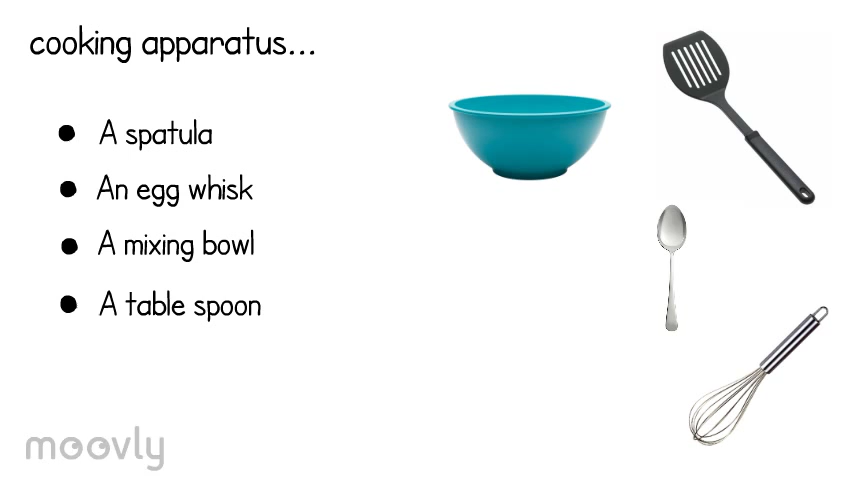 cooking apparatus...
A spatula
An egg whisk
A mixing bowl
A table spoon
moovly